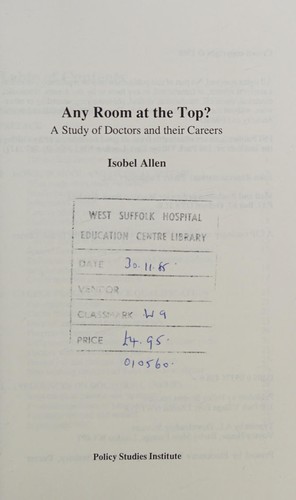 Any Room at the Top?
A Study of Doctors and their Careers
Isobel Allen
WEST SUFFOLK HOSPITAL
EDUCATION CENTRE LIBRARY
DATE 30.11.88.
VENDOR
CLASSMARK W9
PRICE £4.95.
010560.
Policy Studies Institute